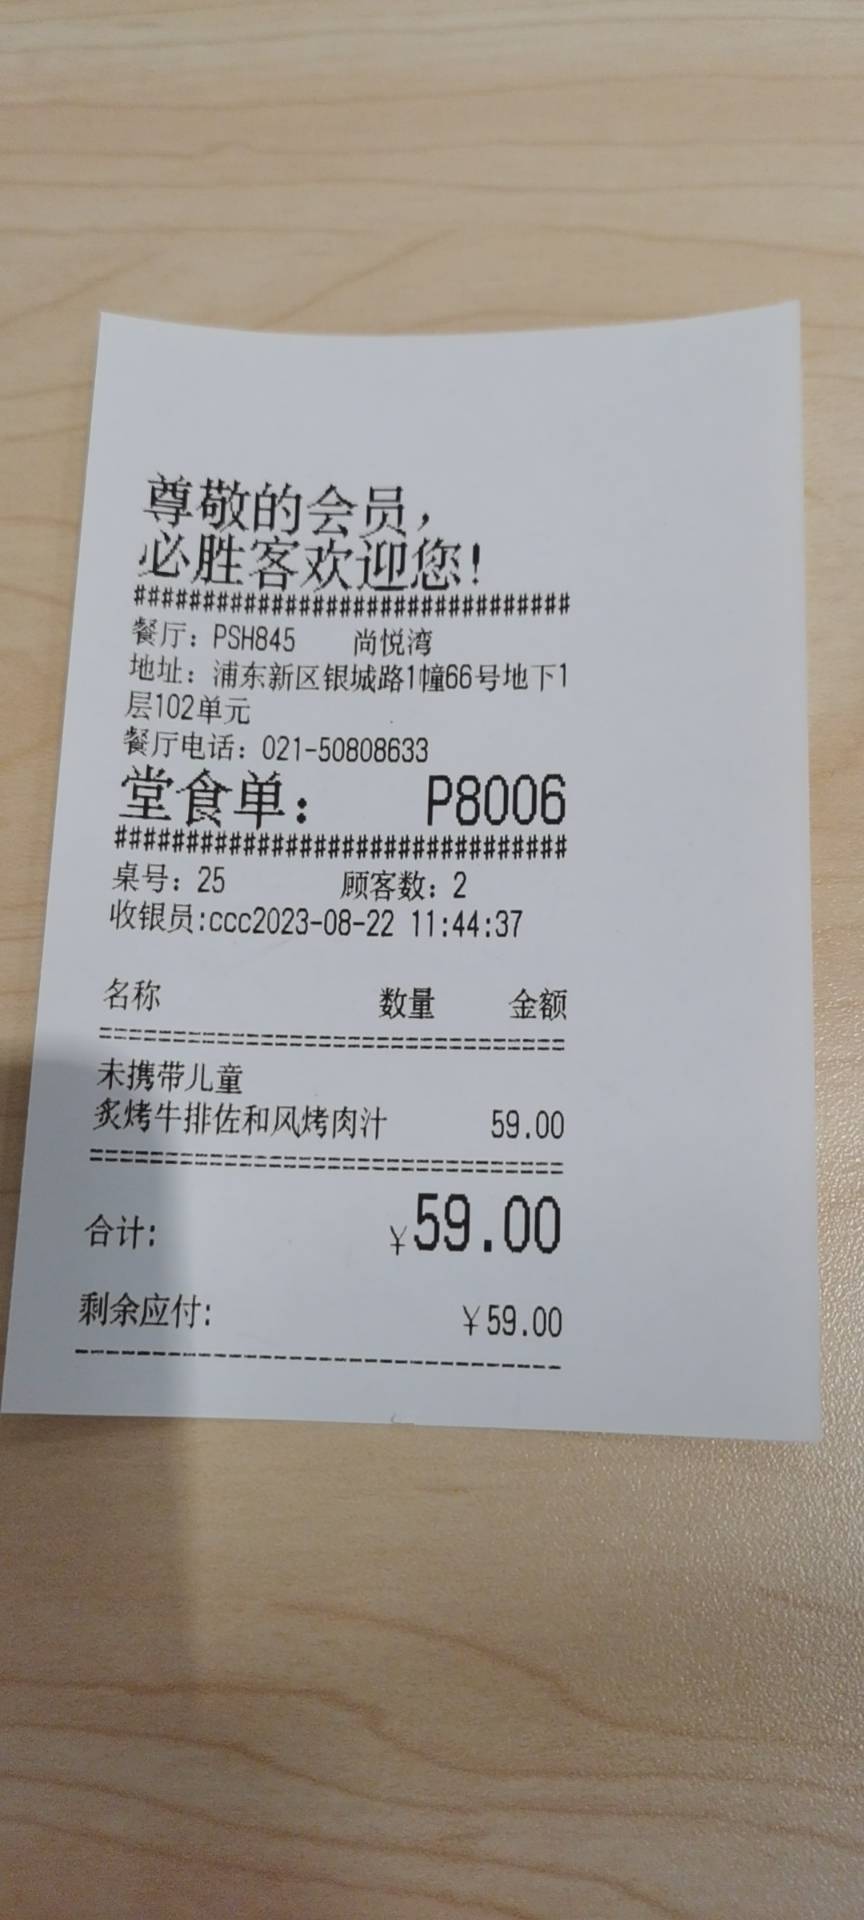 尊敬的会员，
必胜客欢迎您!
################################
餐厅：PSH845 尚悦湾
地址：浦东新区银城路1幢66号地下1
层102单元
餐厅电话：021-50808633
堂食单： P8006
################################
桌号：25 顾客数：2
收银员:ccc2023-08-22 11:44:37
名称 数量 金额
================================
未携带儿童
炙烤牛排佐和风烤肉汁 59.00
================================
合计: ¥59.00
剩余应付: ¥59.00
--------------------------------